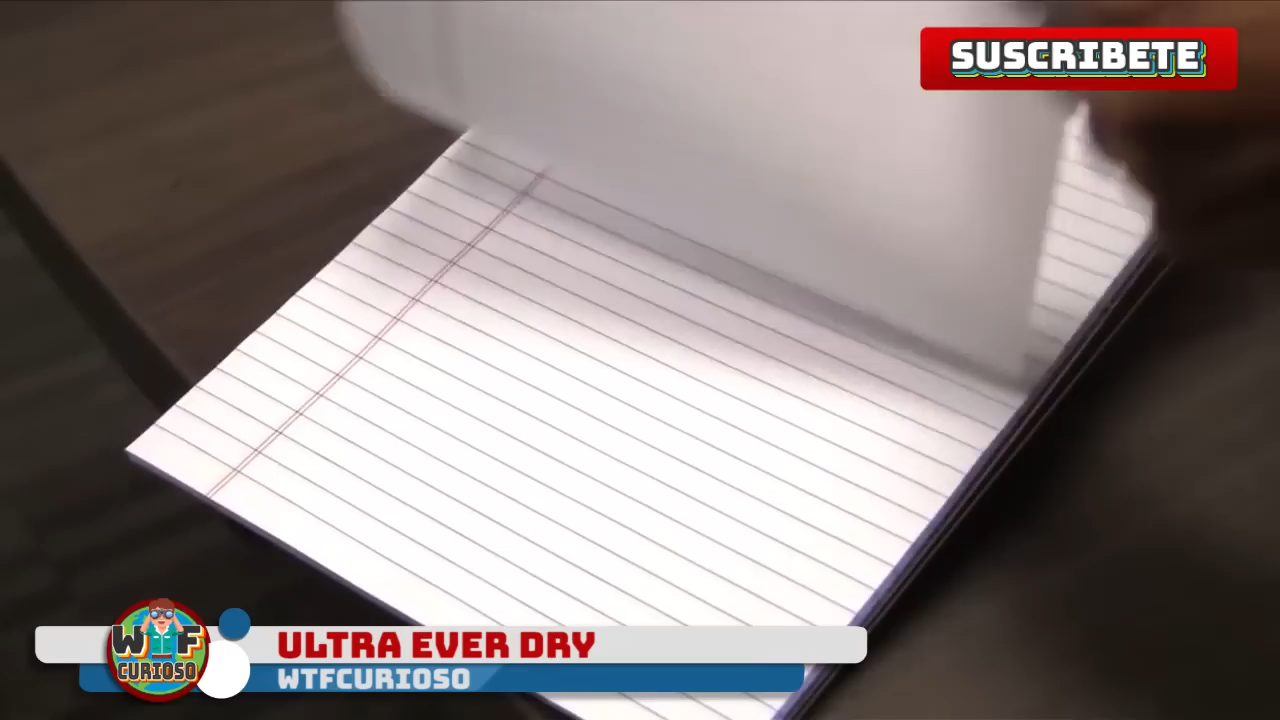 SUSCRIBETE
WTF
CURIOSO
ULTRA EVER DRY
WTFCURIOSO